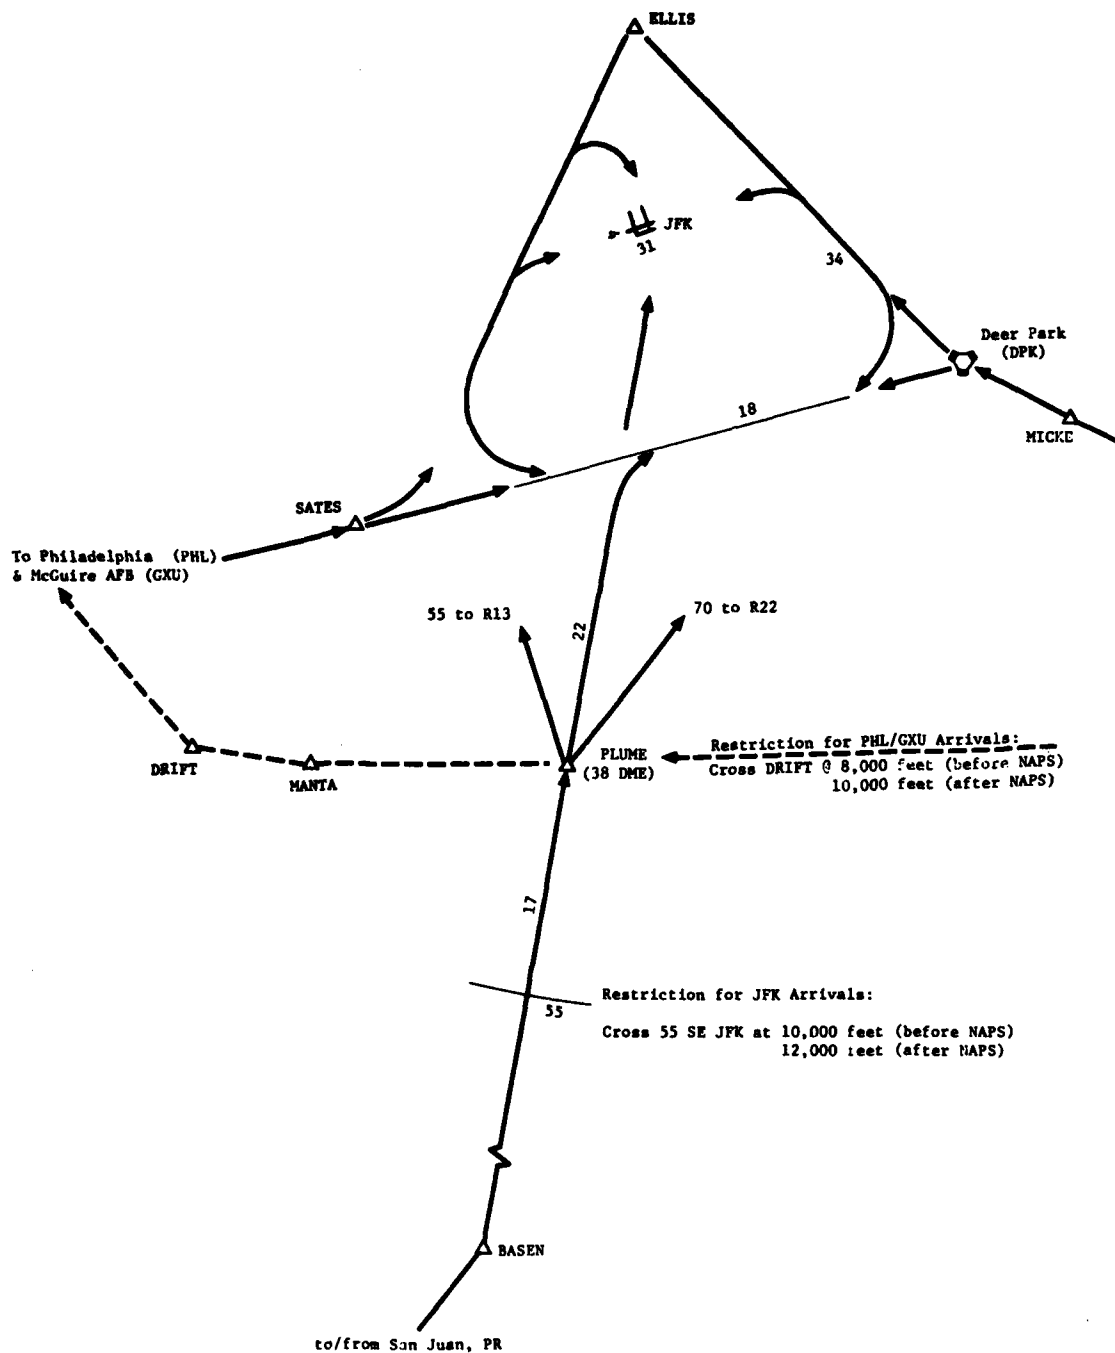 ELLIS
JFK
31
34
Deer Park
(DPK)
18
MICKE
SATES
To Philadelphia (PHL)
& McGuire AFB (GXU)
55 to R13
70 to R22
22
DRIFT
MANTA
PLUME
(38 DME)
Restriction for PHL/GXU Arrivals:
Cross DRIFT @ 8,000 feet (before NAPS)
10,000 feet (after NAPS)
17
55
Restriction for JFK Arrivals:
Cross 55 SE JFK at 10,000 feet (before NAPS)
12,000 feet (after NAPS)
BASEN
to/from San Juan, PR